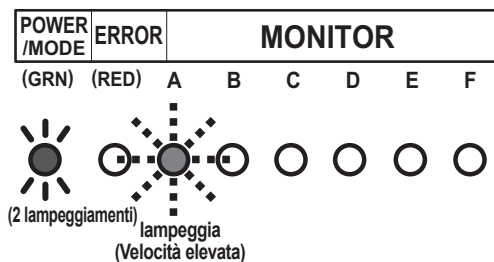 POWER
/MODE ERROR MONITOR
(GRN) (RED) A B C D E F
(2 lampeggiamenti)
lampeggia
(Velocità elevata)